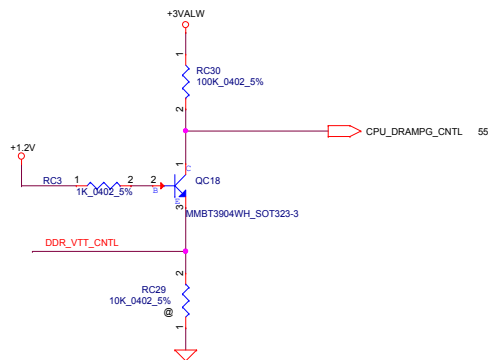 +3VALW
1
RC30
100K_0402_5%
2
CPU_DRAMPG_CNTL 55
+1.2V
1
C
QC18
RC3 1 2 2
B
1K_0402_5%
E
3
MMBT3904WH_SOT323-3
DDR_VTT_CNTL
2
RC29
10K_0402_5%
@
1